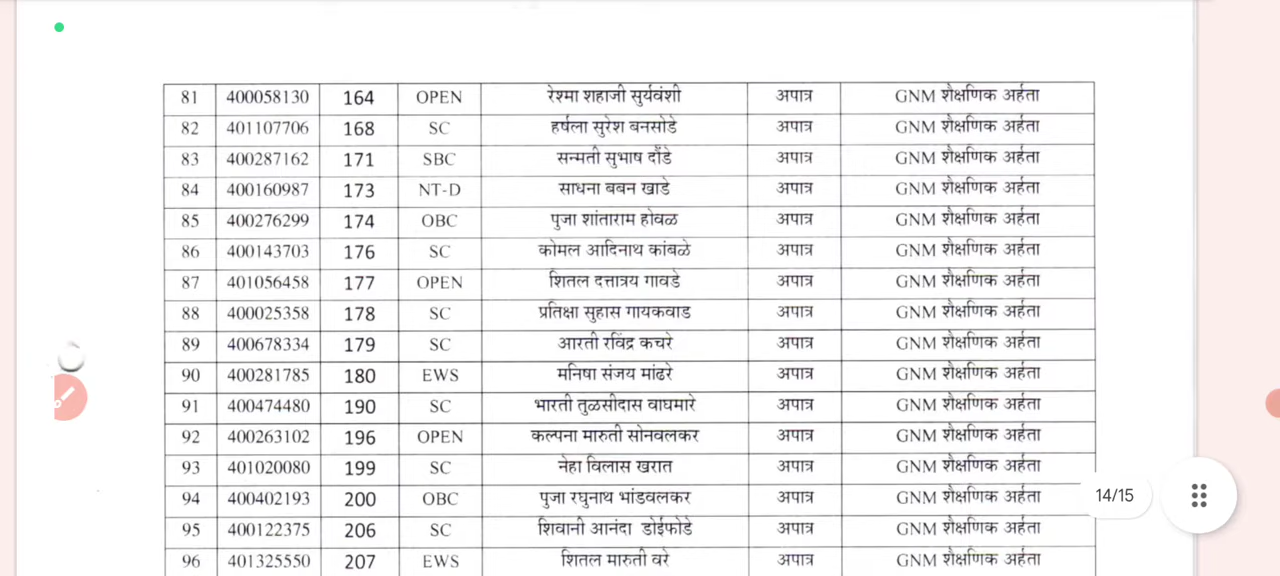 81 400058130 164 OPEN रेश्मा शहाजी सुर्यवंशी अपात्र GNM शैक्षणिक अर्हता
82 401107706 168 SC हर्षला सुरेश बनसोडे अपात्र GNM शैक्षणिक अर्हता
83 400287162 171 SBC सन्मती सुभाष दौंडे अपात्र GNM शैक्षणिक अर्हता
84 400160987 173 NT-D साधना बबन खाडे अपात्र GNM शैक्षणिक अर्हता
85 400276299 174 OBC पुजा शांताराम होवळ अपात्र GNM शैक्षणिक अर्हता
86 400143703 176 SC कोमल आदिनाथ कांबळे अपात्र GNM शैक्षणिक अर्हता
87 401056458 177 OPEN शितल दत्तात्रय गावडे अपात्र GNM शैक्षणिक अर्हता
88 400025358 178 SC प्रतिक्षा सुहास गायकवाड अपात्र GNM शैक्षणिक अर्हता
89 400678334 179 SC आरती रविंद्र कचरे अपात्र GNM शैक्षणिक अर्हता
90 400281785 180 EWS मनिषा संजय मांढरे अपात्र GNM शैक्षणिक अर्हता
91 400474480 190 SC भारती तुळसीदास वाघमारे अपात्र GNM शैक्षणिक अर्हता
92 400263102 196 OPEN कल्पना मारुती सोनवलकर अपात्र GNM शैक्षणिक अर्हता
93 401020080 199 SC नेहा विलास खरात अपात्र GNM शैक्षणिक अर्हता
94 400402193 200 OBC पुजा रघुनाथ भांडवलकर अपात्र GNM शैक्षणिक अर्हता
14/15
95 400122375 206 SC शिवानी आनंदा डोईफोडे अपात्र GNM शैक्षणिक अर्हता
96 401325550 207 EWS शितल मारुती वरे अपात्र GNM शैक्षणिक अर्हता